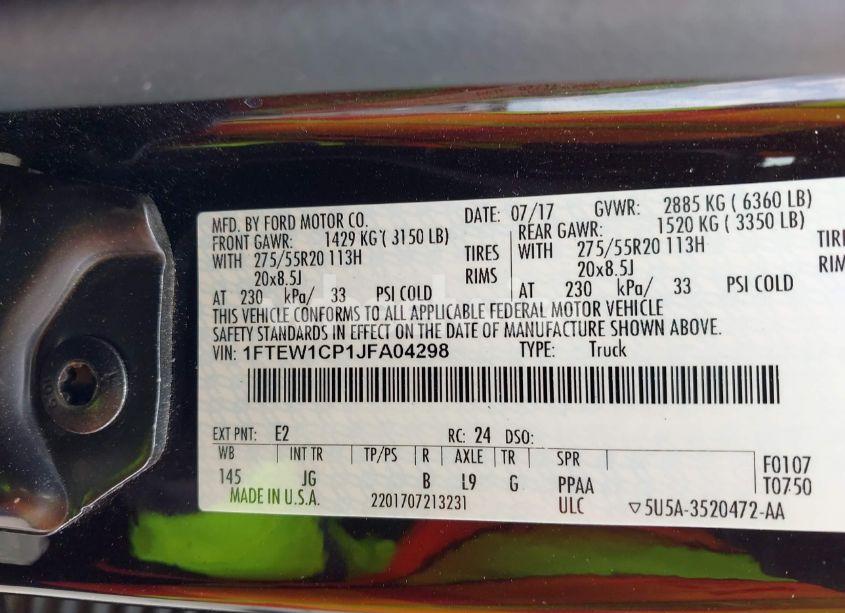 MFD. BY FORD MOTOR CO. DATE: 07/17 GVWR: 2885 KG ( 6360 LB)
FRONT GAWR: 1429 KG ( 3150 LB) REAR GAWR: 1520 KG ( 3350 LB)
WITH 275/55R20 113H TIRES WITH 275/55R20 113H TIRE
20x8.5J RIMS 20x8.5J RIM
AT 230 kPa/ 33 PSI COLD AT 230 kPa/ 33 PSI COLD
THIS VEHICLE CONFORMS TO ALL APPLICABLE FEDERAL MOTOR VEHICLE
SAFETY STANDARDS IN EFFECT ON THE DATE OF MANUFACTURE SHOWN ABOVE.
VIN: 1FTEW1CP1JFA04298 TYPE: Truck
EXT PNT: E2 RC: 24 DSO:
WB INT TR TP/PS R AXLE TR SPR F0107
145 JG B L9 G PPAA T0750
MADE IN U.S.A. 2201707213231 ULC ▽5U5A-3520472-AA